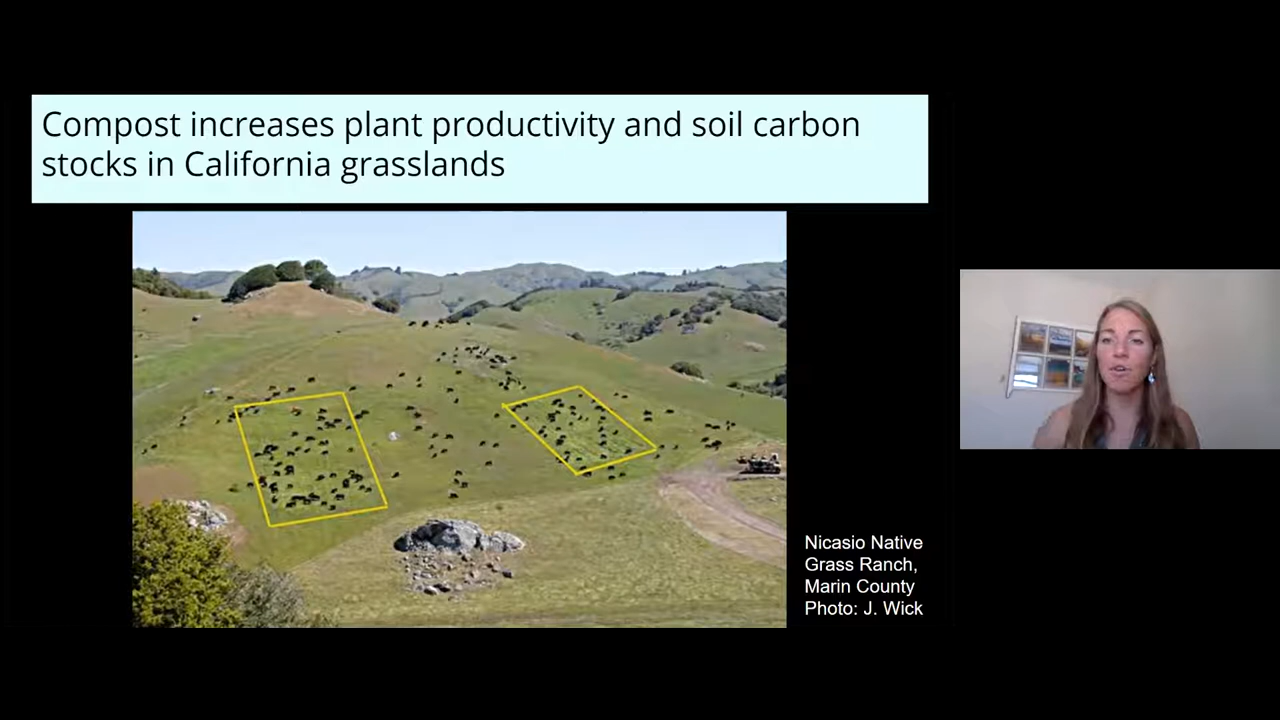 Compost increases plant productivity and soil carbon
stocks in California grasslands
Nicasio Native
Grass Ranch,
Marin County
Photo: J. Wick